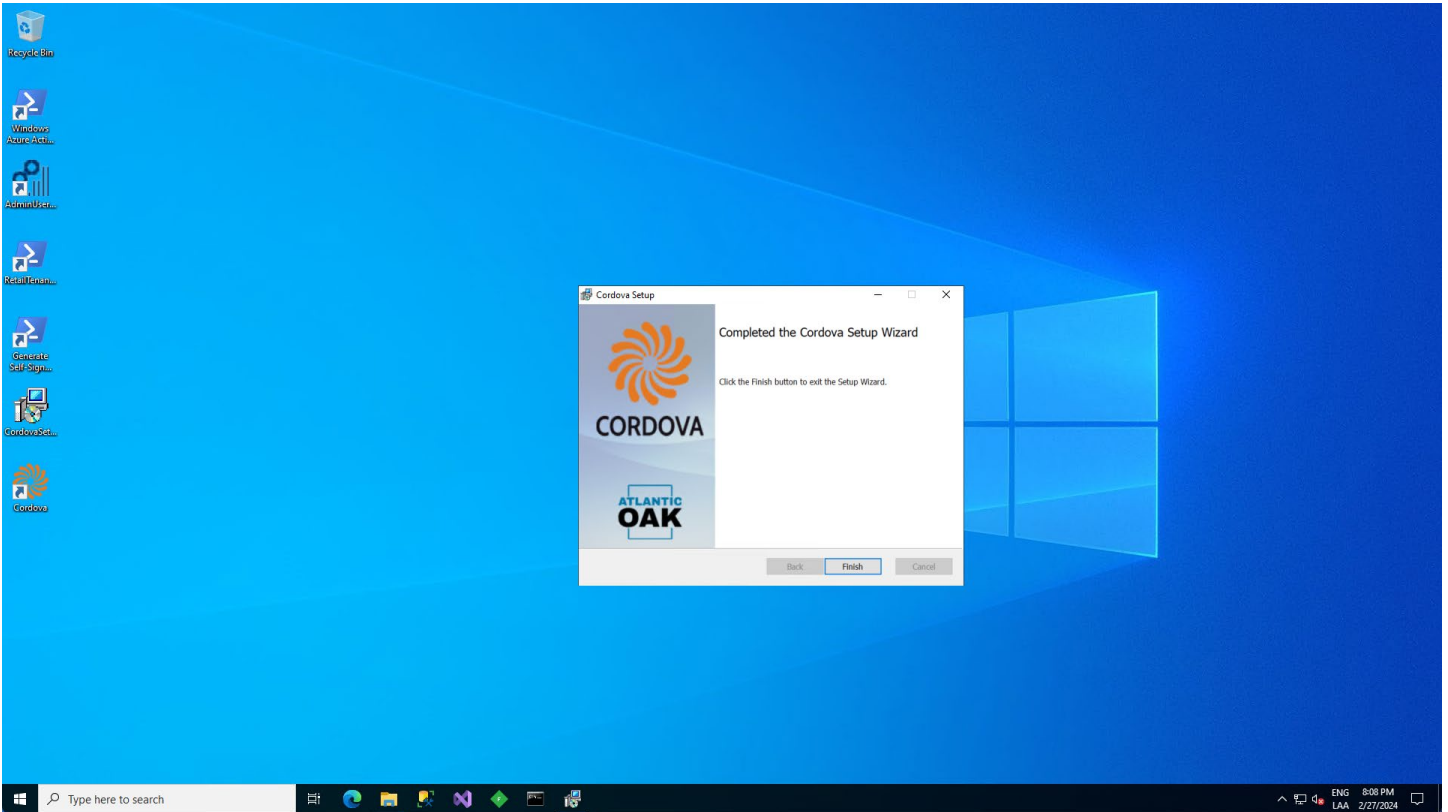 Recycle Bin
Windows
Azure Acti...
AdminUser...
RetailTenan...
Generate
Self-Sign...
CordovaSet...
Cordova
Cordova Setup
CORDOVA
ATLANTIC
OAK
Completed the Cordova Setup Wizard
Click the Finish button to exit the Setup Wizard.
Back
Finish
Cancel
Type here to search
ENG
LAA
8:08 PM
2/27/2024